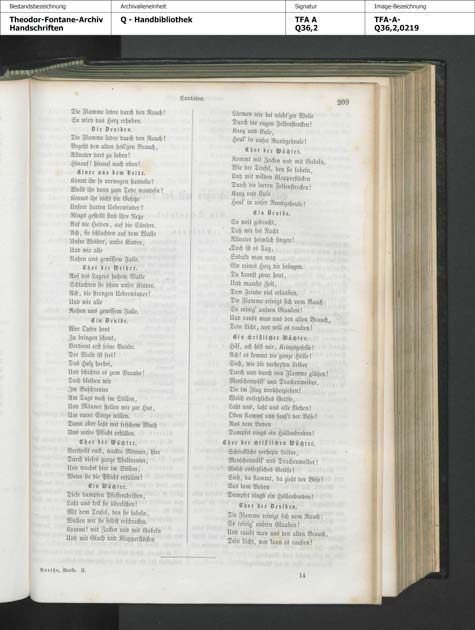 Bestandsbezeichnung
Archivalieneinheit
Signatur
Image-Bezeichnung
Theodor-Fontane-Archiv
Handschriften
Q - Handbibliothek
TFA A
Q36,2
TFA-A-
Q36,2,0219
Cantaten.
209
Die Flamme lodre durch den Rauch!
So wird das Herz erhoben.
Die Druiden.
Die Flamme lodre durch den Rauch!
Begeht den alten heil'gen Brauch,
Allvater dort zu loben!
Hinauf! hinauf nach oben!
Einer aus dem Volke.
Könnt ihr so verwegen handeln?
Wollt ihr denn zum Tode wandeln?
Kennet ihr nicht die Gesetze
Unsrer harten Ueberwinder?
Rings gestellt sind ihre Netze
Auf die Heiden, auf die Sünder.
Ach, sie schlachten auf dem Walle
Unsre Weiber, unsre Kinder,
Und wir alle
Nahen uns gewissem Falle.
Chor der Weiber.
Auf des Lagers hohem Walle
Schlachten sie schon unsre Kinder.
Ach, die strengen Ueberwinder!
Und wir alle
Nahen uns gewissem Falle.
Ein Druide.
Wer Opfer heut
Zu bringen scheut,
Verdient erst seine Bande.
Der Wald ist frei!
Das Holz herbei,
Und schichtet es zum Brande!
Doch bleiben wir
Im Buschrevier
Am Tage noch im Stillen,
Und Männer stellen wir zur Hut,
Um eurer Sorge willen.
Dann aber laßt mit frischem Muth
Uns unsre Pflicht erfüllen!
Chor der Wächter.
Vertheilt euch, wackre Männer, hier
Durch dieses ganze Waldrevier,
Und wachet hier im Stillen,
Wenn sie die Pflicht erfüllen!
Ein Wächter.
Diese dumpfen Pfaffenchristen,
Laßt uns keck sie überlisten!
Mit dem Teufel, den sie fabeln,
Wollen wir sie selbst erschrecken.
Kommt! mit Zacken und mit Gabeln
Und mit Gluth und Klapperstöcken
Goethe, Werke. II.
Lärmen wir bei nächt'ger Weile
Durch die engen Felsenstrecken!
Kauz und Eule,
Heul' in unser Rundgeheule!
Chor der Wächter.
Kommt mit Zacken und mit Gabeln,
Wie der Teufel, den sie fabeln,
Und mit wilden Klapperstöcken
Durch die leeren Felsenstrecken!
Kauz und Eule
Heul' in unser Rundgeheule!
Ein Druide.
So weit gebracht,
Daß wir bei Nacht
Allvater heimlich singen!
Doch ist es Tag,
Sobald man mag
Ein reines Herz dir bringen.
Du kannst zwar heut,
Und manche Zeit,
Dem Feinde viel erlauben.
Die Flamme reinigt sich vom Rauch:
So reinig' unsern Glauben!
Und raubt man uns den alten Brauch,
Dein Licht, wer will es rauben!
Ein christlicher Wächter.
Hilf, ach hilf mir, Kriegsgeselle!
Ach! es kommt die ganze Hölle!
Sieh, wie die verhexten Leiber
Durch und durch von Flamme glühen!
Menschenwölf' und Drachenweiber,
Die im Flug vorüberziehen!
Welch entsetzliches Getöse,
Laßt uns, laßt uns alle fliehen!
Oben flammt und saus't der Böse!
Aus dem Boden
Dampfet rings ein Höllenbroden!
Chor der christlichen Wächter.
Schreckliche verhexte Leiber,
Menschenwölf' und Drachenweiber!
Welch entsetzliches Getöse!
Sieh, da flammt, da zieht der Böse!
Aus dem Boden
Dampfet rings ein Höllenbroden!
Chor der Druiden.
Die Flamme reinigt sich vom Rauch:
So reinig' unsern Glauben!
Und raubt man uns den alten Brauch,
Dein Licht, wer kann es rauben!
14